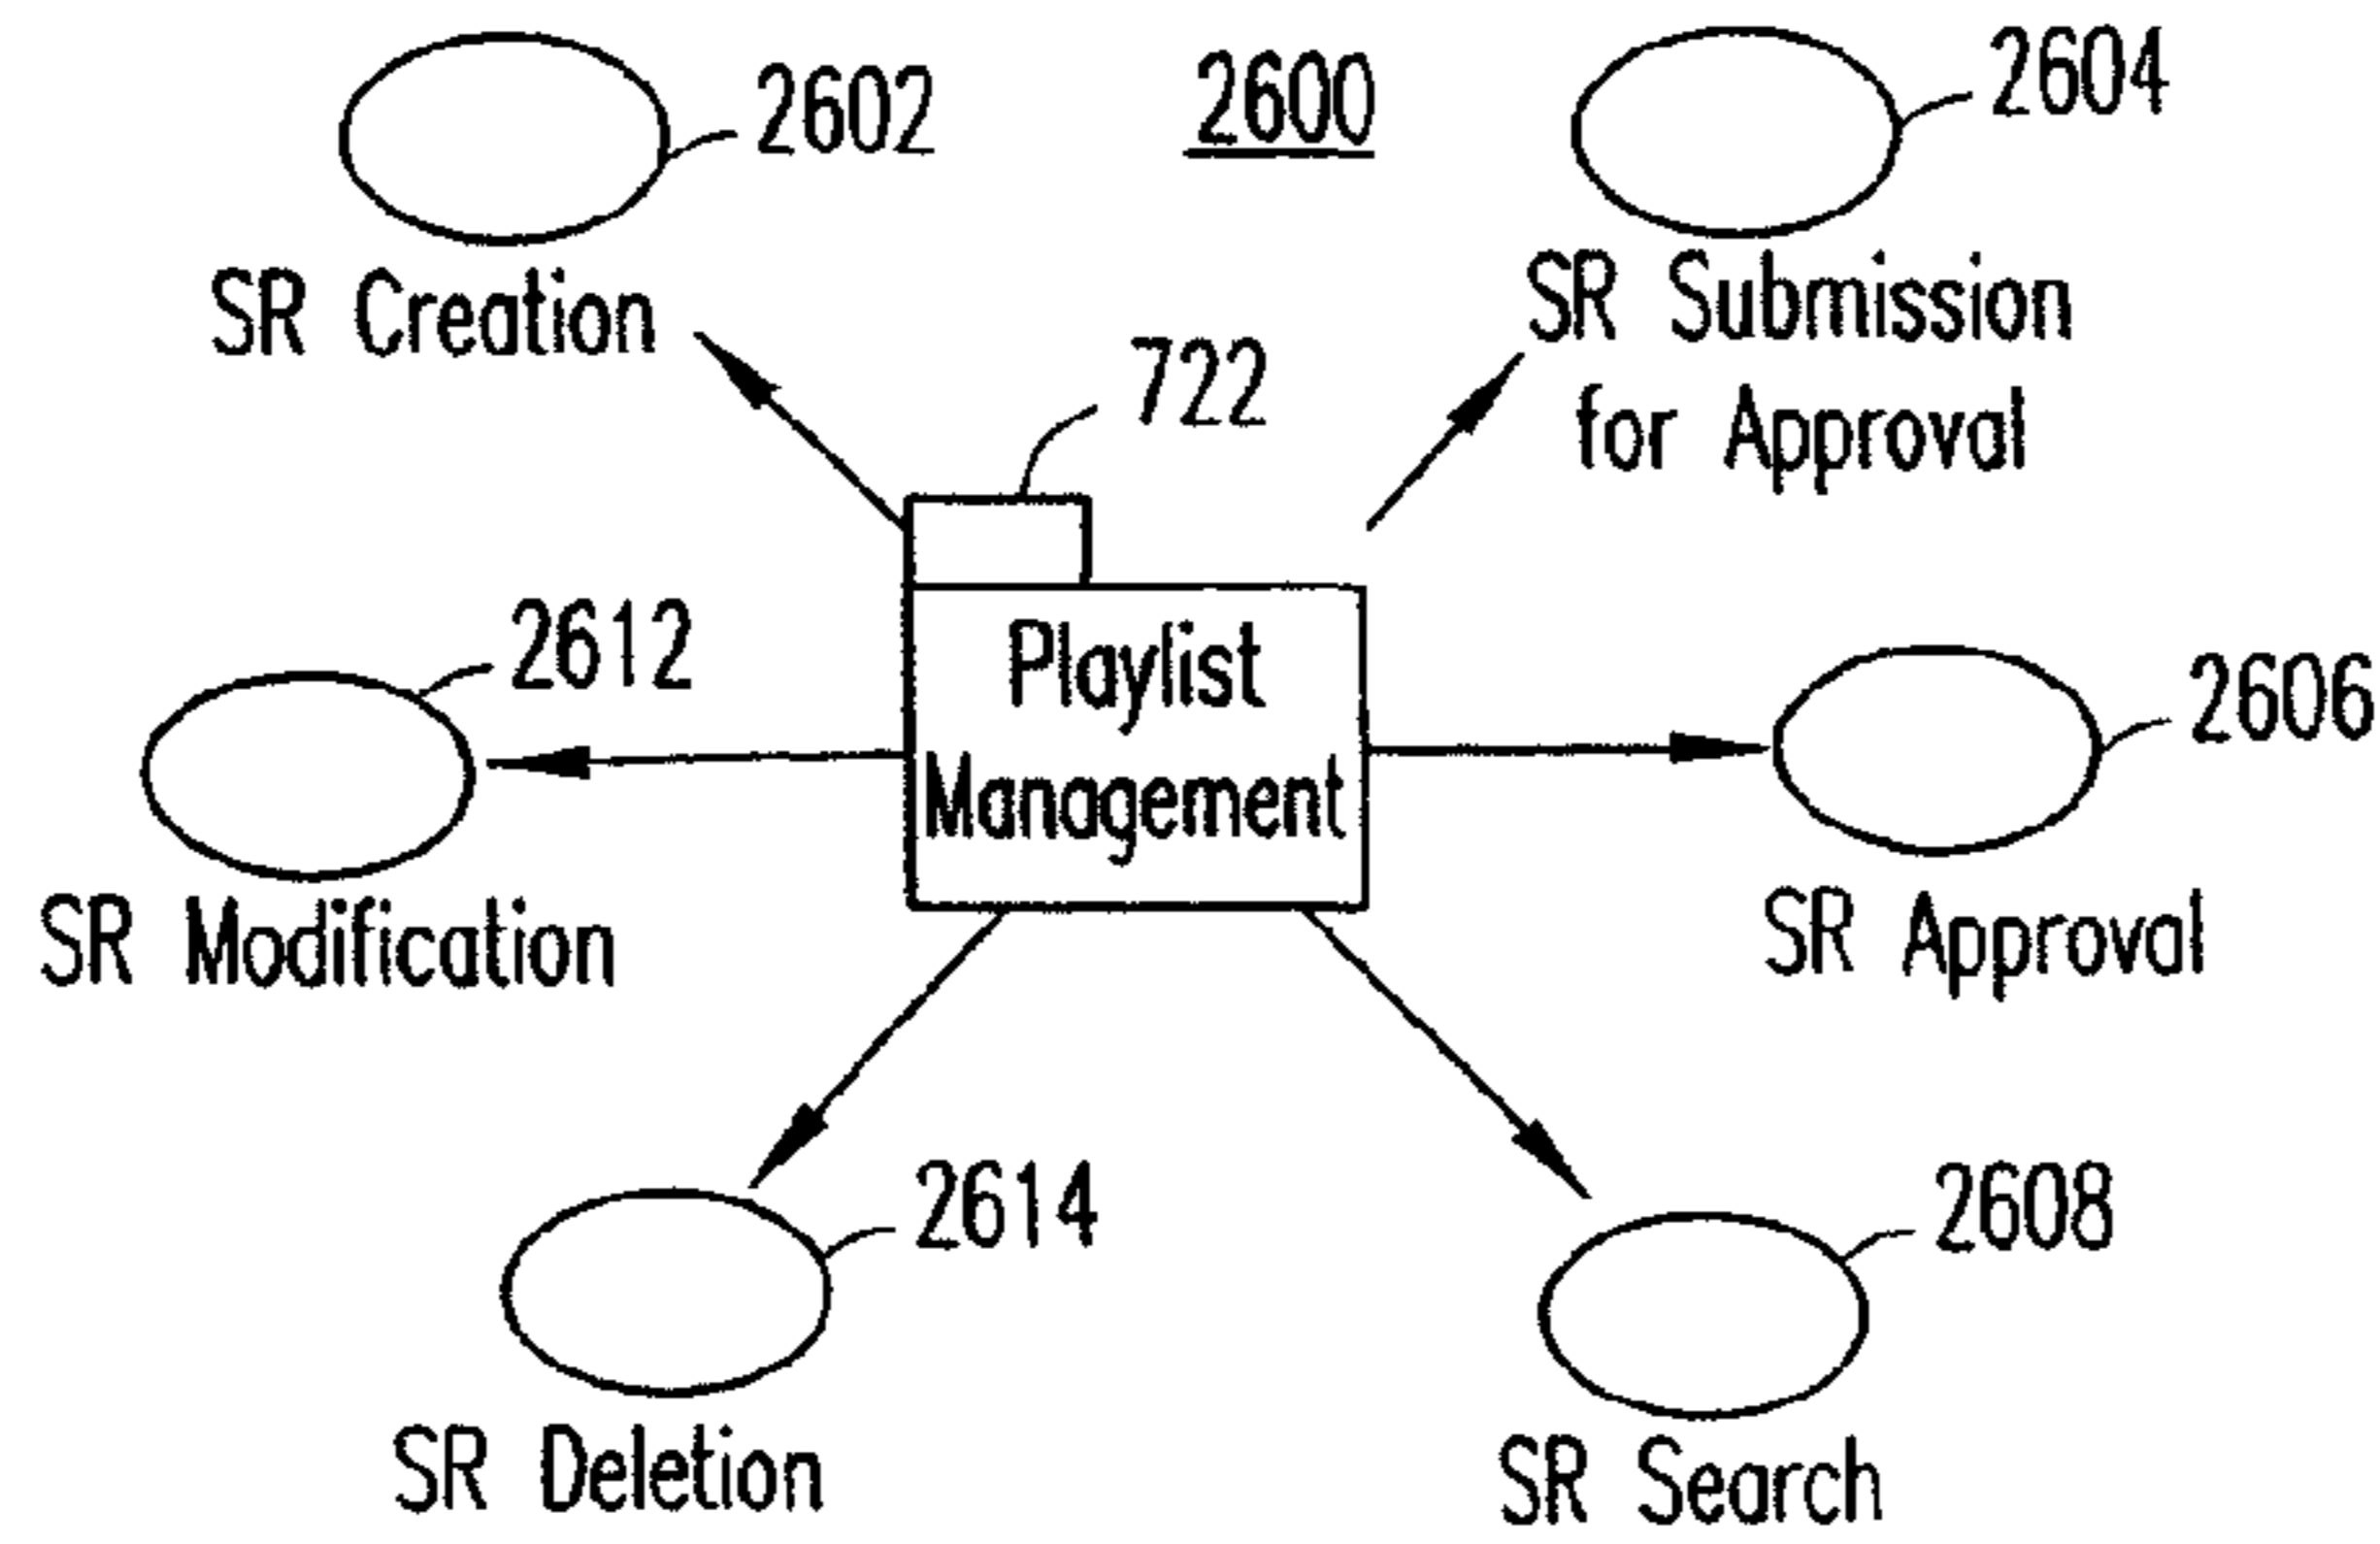 2602
2600
2604
SR Creation
SR Submission
for Approval
722
2612
Playlist
Management
2606
SR Modification
SR Approval
2614
2608
SR Deletion
SR Search